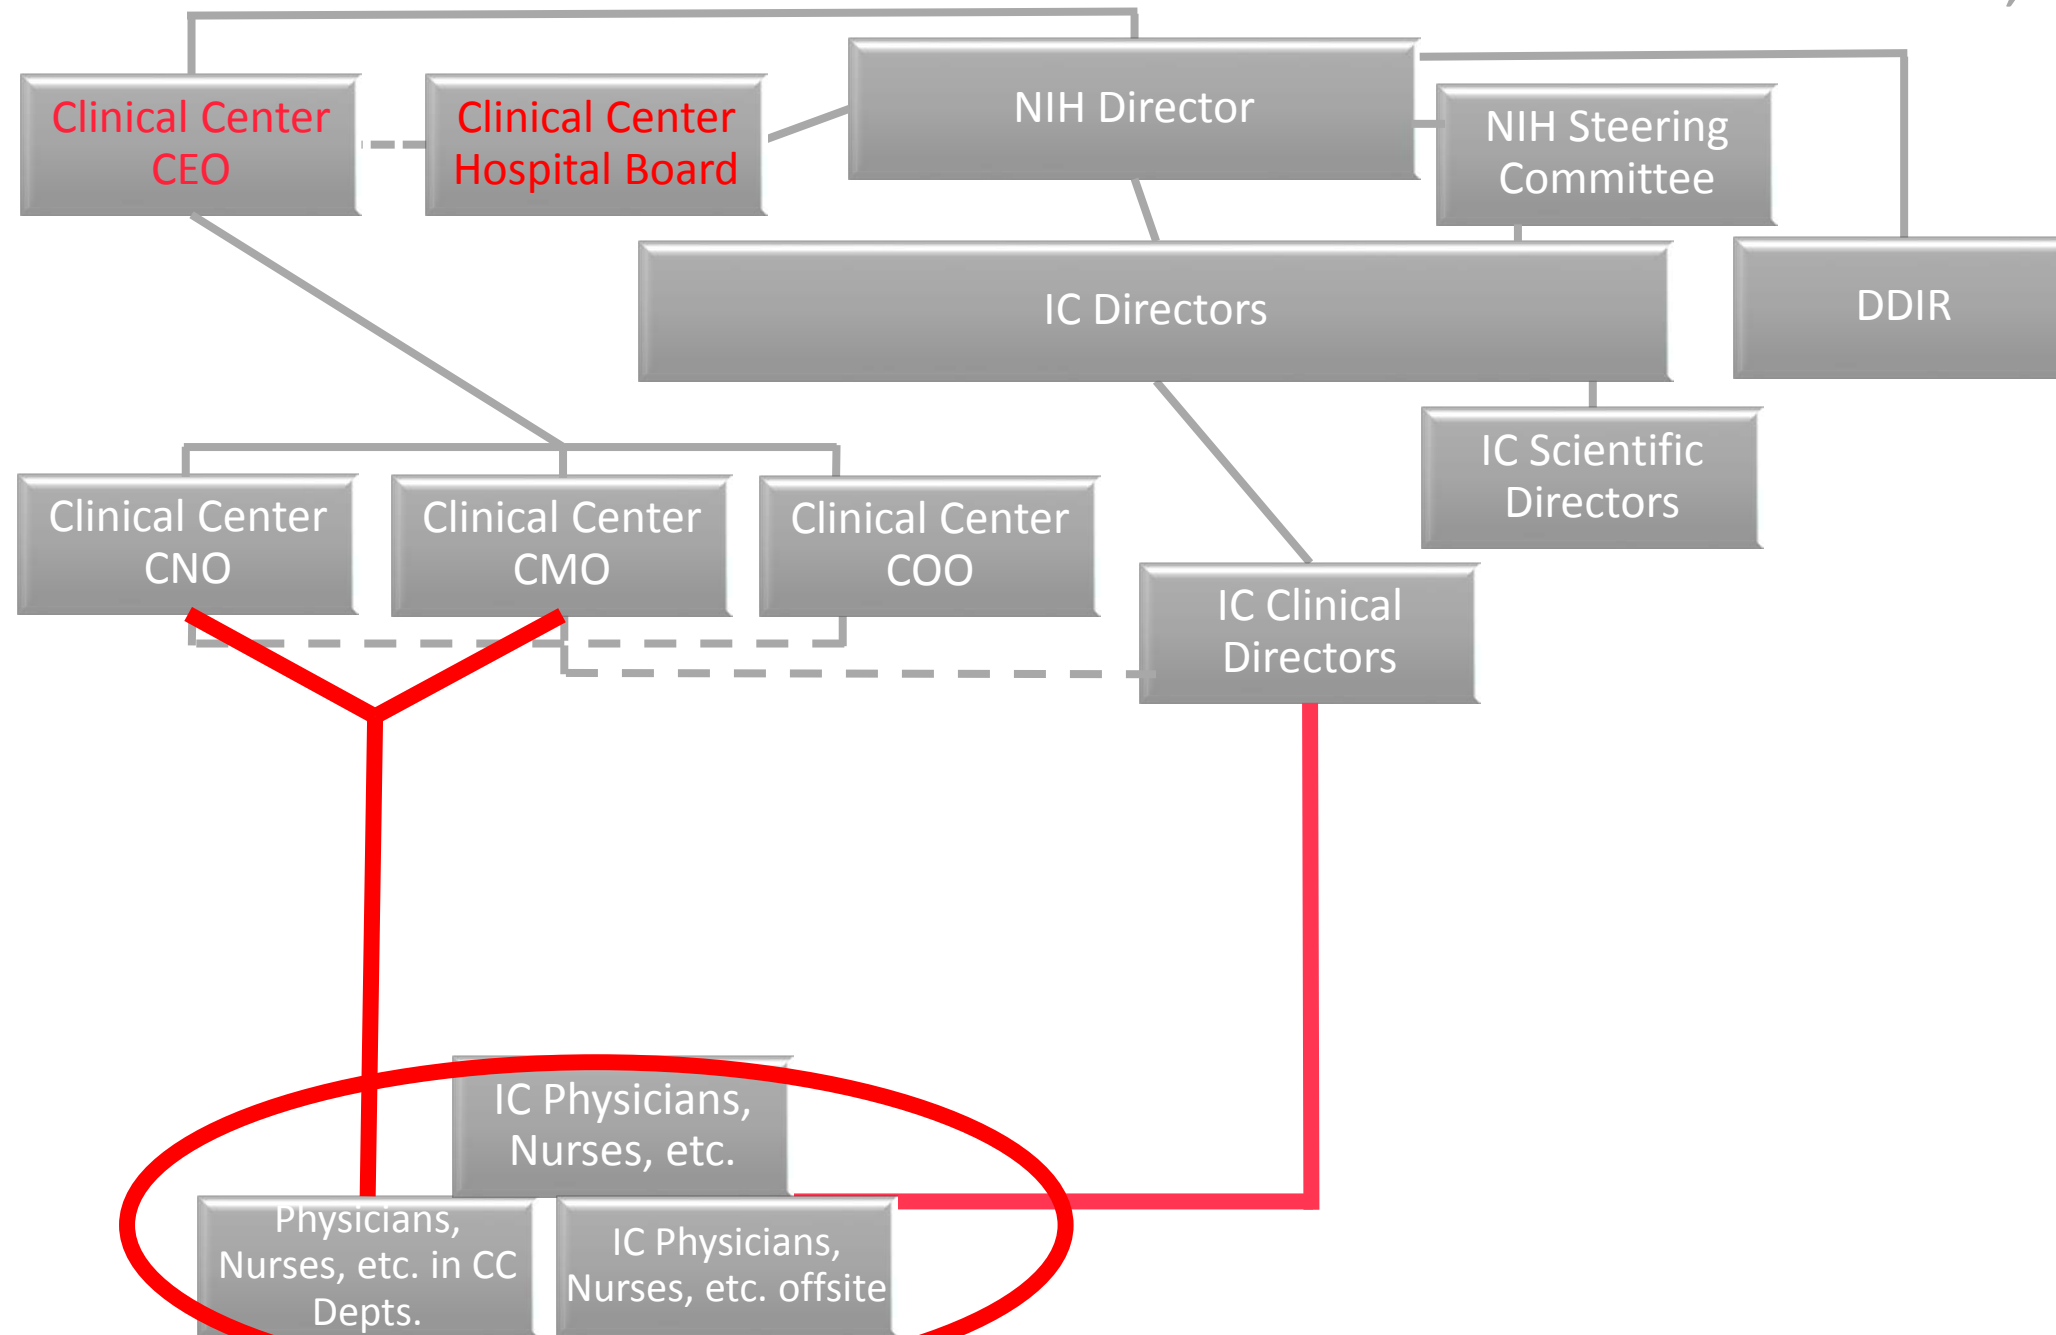 Clinical Center
CEO
Clinical Center
Hospital Board
NIH Director
NIH Steering
Committee
IC Directors
DDIR
IC Scientific
Directors
Clinical Center
CNO
Clinical Center
CMO
Clinical Center
COO
IC Clinical
Directors
IC Physicians,
Nurses, etc.
Physicians,
Nurses, etc. in CC
Depts.
IC Physicians,
Nurses, etc. offsite